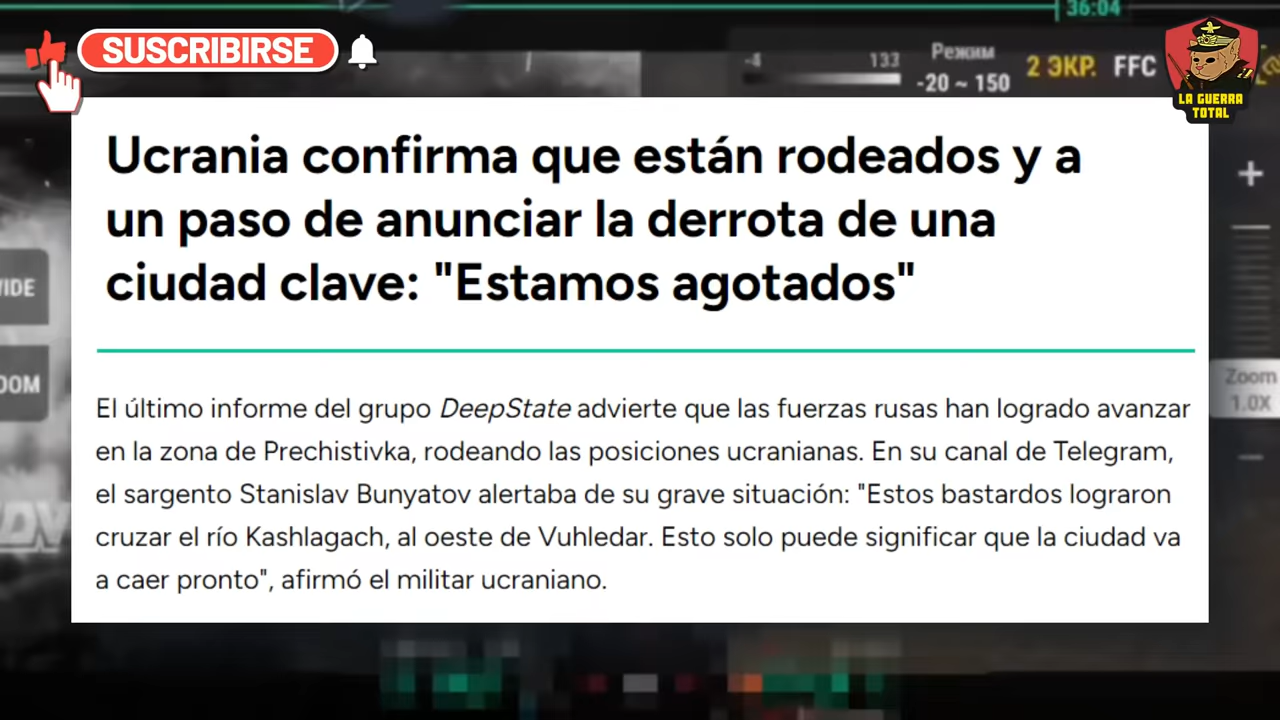 36:04
SUSCRIBIRSE
-4
133
Режим
-20 ~ 150
2 ЭКР.
FFC
LA GUERRA
TOTAL
Ucrania confirma que están rodeados y a
un paso de anunciar la derrota de una
ciudad clave: "Estamos agotados"
El último informe del grupo DeepState advierte que las fuerzas rusas han logrado avanzar
en la zona de Prechistivka, rodeando las posiciones ucranianas. En su canal de Telegram,
el sargento Stanislav Bunyatov alertaba de su grave situación: "Estos bastardos lograron
cruzar el río Kashlagach, al oeste de Vuhledar. Esto solo puede significar que la ciudad va
a caer pronto", afirmó el militar ucraniano.
Zoom
1.0X